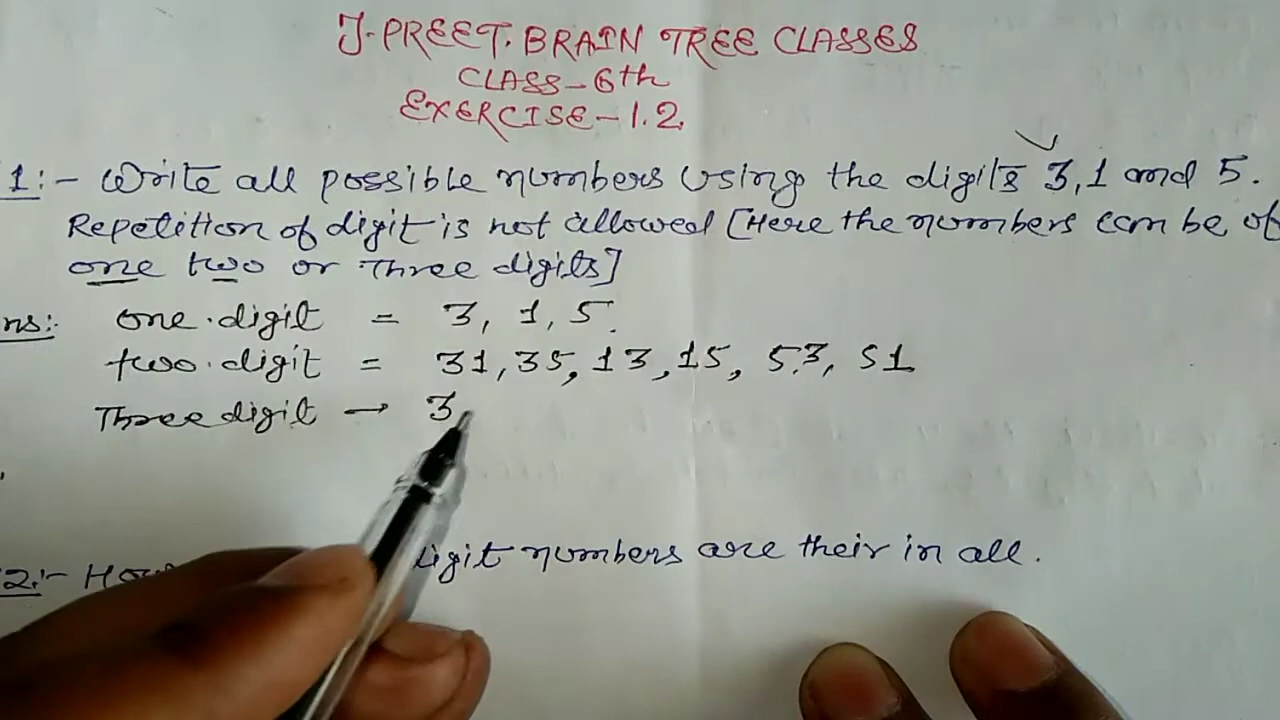 J. PREET. BRAIN TREE CLASSES
CLASS-6th
EXERCISE-1.2.
1:- Write all possible numbers using the digits 3,1 and 5.
Repetition of digit is not allowed [Here the numbers can be of
one two or Three digits]
ns:- one.digit = 3, 1, 5.
two.digit = 31, 35, 13, 15, 53, 51
Three digit → 3
2:- digit numbers are their in all.